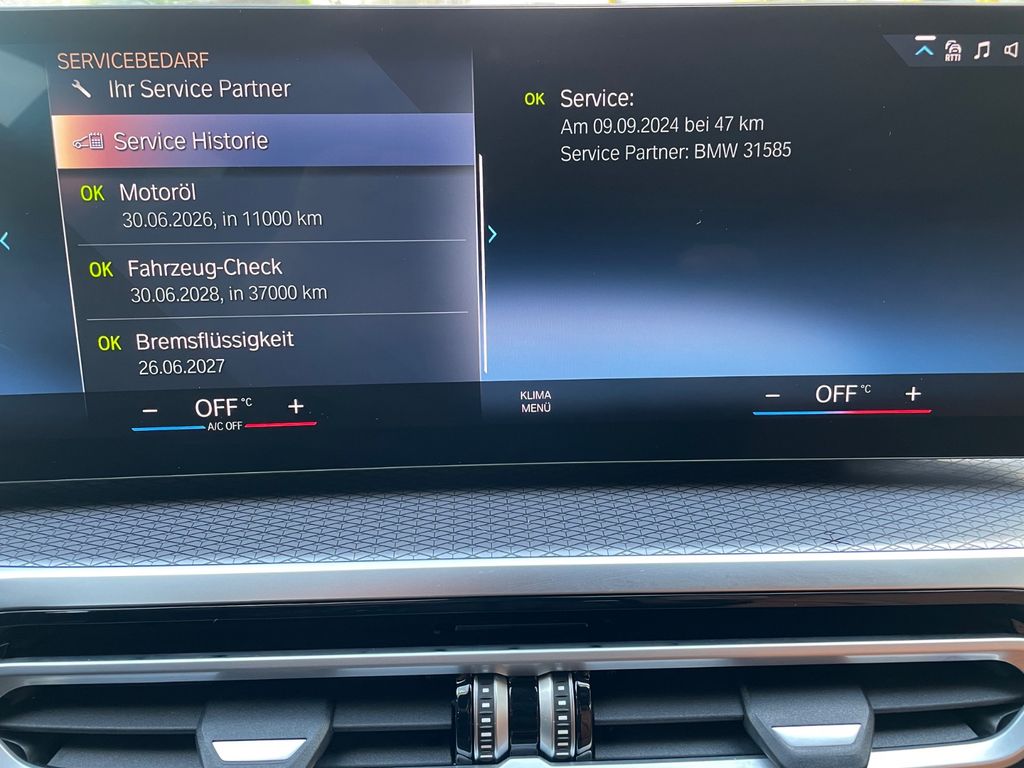 SERVICEBEDARF
Ihr Service Partner
Service Historie
OK Motoröl
30.06.2026, in 11000 km
OK Fahrzeug-Check
30.06.2028, in 37000 km
OK Bremsflüssigkeit
26.06.2027
RTTI
OK Service:
Am 09.09.2024 bei 47 km
Service Partner: BMW 31585
− OFF °C +
A/C OFF
KLIMA
MENÜ
− OFF °C +